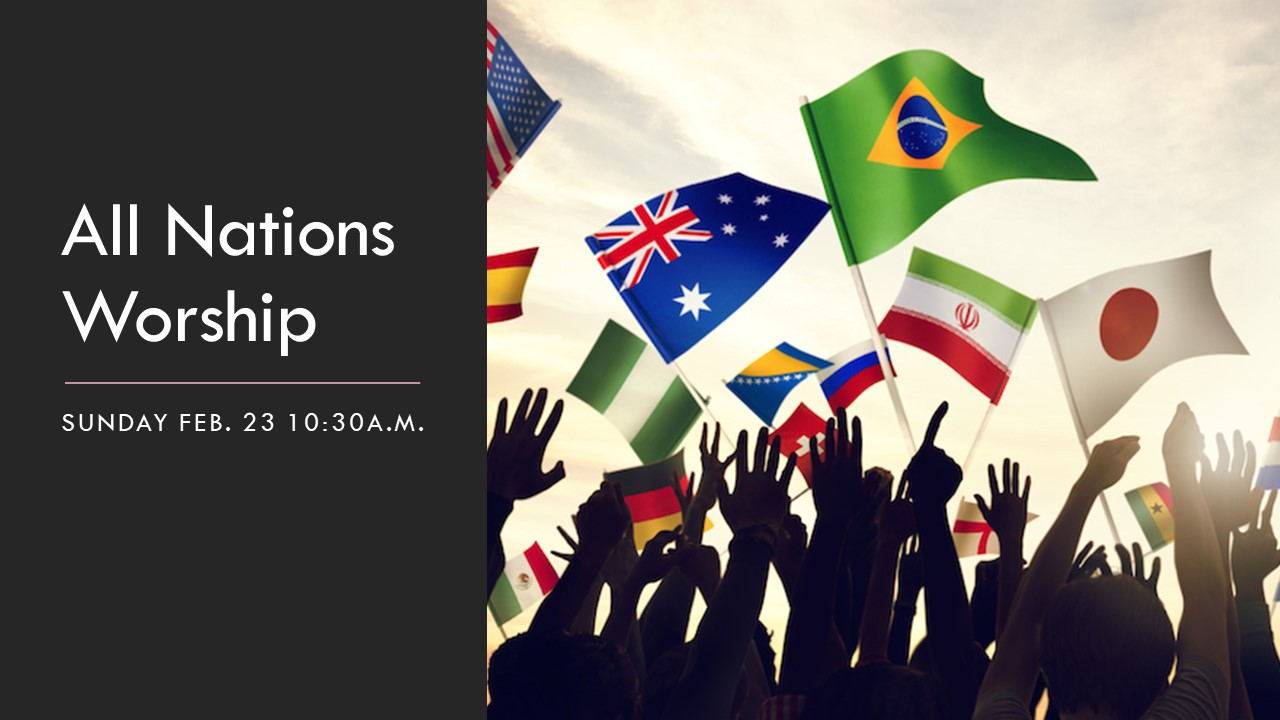 All Nations
Worship
SUNDAY FEB. 23 10:30A.M.